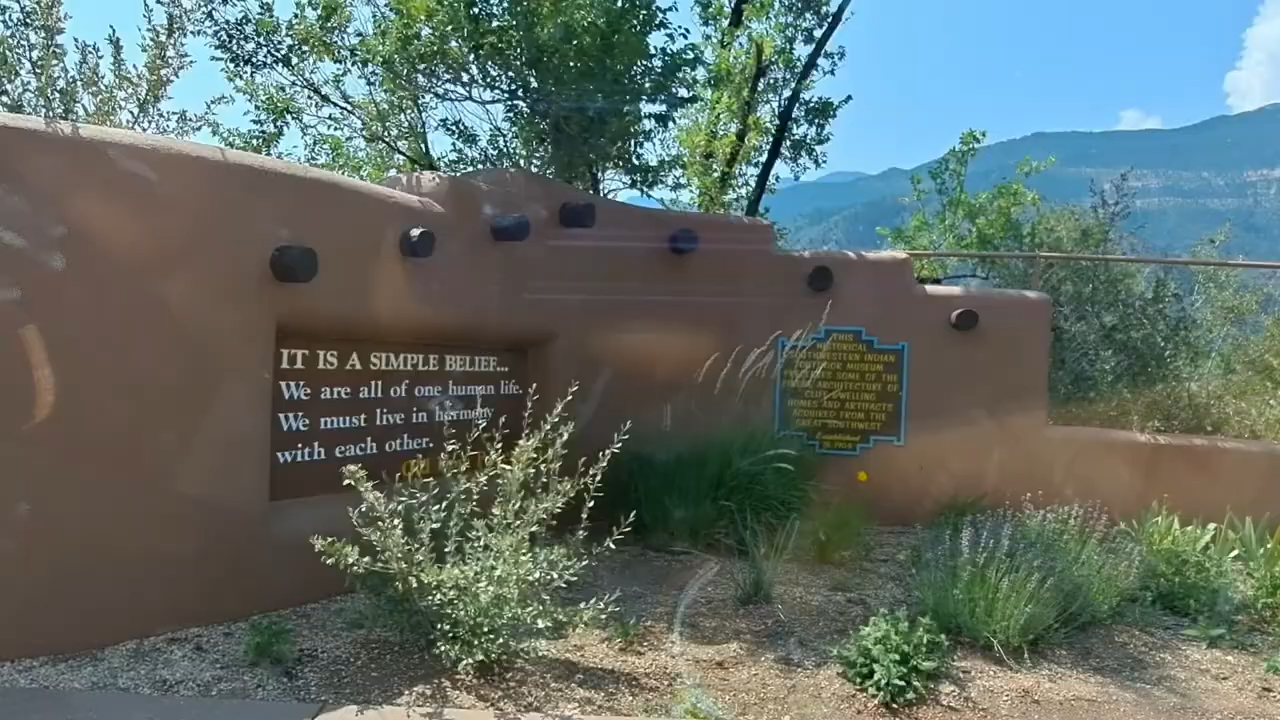 IT IS A SIMPLE BELIEF...
We are all of one human life.
We must live in harmony
with each other.
THIS
HISTORICAL
SOUTHWESTERN INDIAN
OUTDOOR MUSEUM
SOME OF THE
ARCHITECTURE OF
CLIFF DWELLING
HOMES AND ARTIFACTS
ACQUIRED FROM THE
GREAT SOUTHWEST
Established